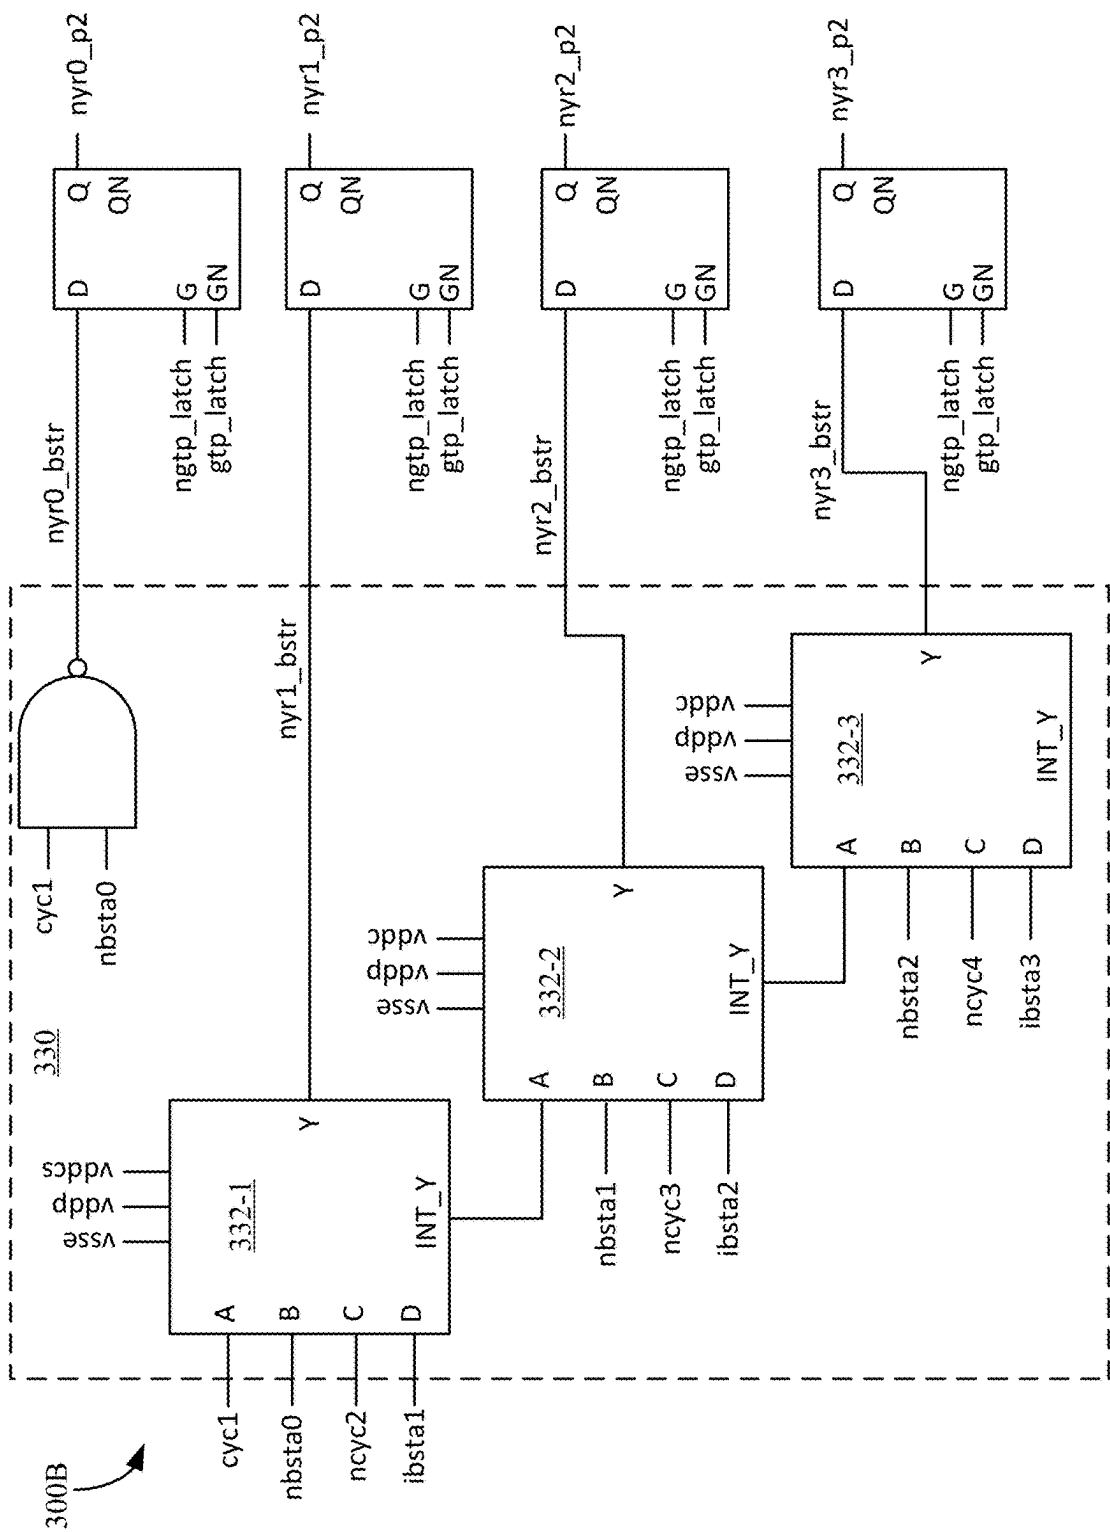 300B
330
cyc1
nbsta0
nyr0_bstr
D
Q
QN
G
GN
ngtp_latch
gtp_latch
nyr0_p2
cyc1
nbsta0
ncyc2
ibsta1
A
B
C
D
332-1
vsse
vddp
vddcs
Y
INT_Y
nyr1_bstr
D
Q
QN
G
GN
ngtp_latch
gtp_latch
nyr1_p2
nbsta1
ncyc3
ibsta2
A
B
C
D
332-2
vsse
vddp
vddc
Y
INT_Y
nyr2_bstr
D
Q
QN
G
GN
ngtp_latch
gtp_latch
nyr2_p2
nbsta2
ncyc4
ibsta3
A
B
C
D
332-3
vsse
vddp
vddc
Y
INT_Y
nyr3_bstr
D
Q
QN
G
GN
ngtp_latch
gtp_latch
nyr3_p2